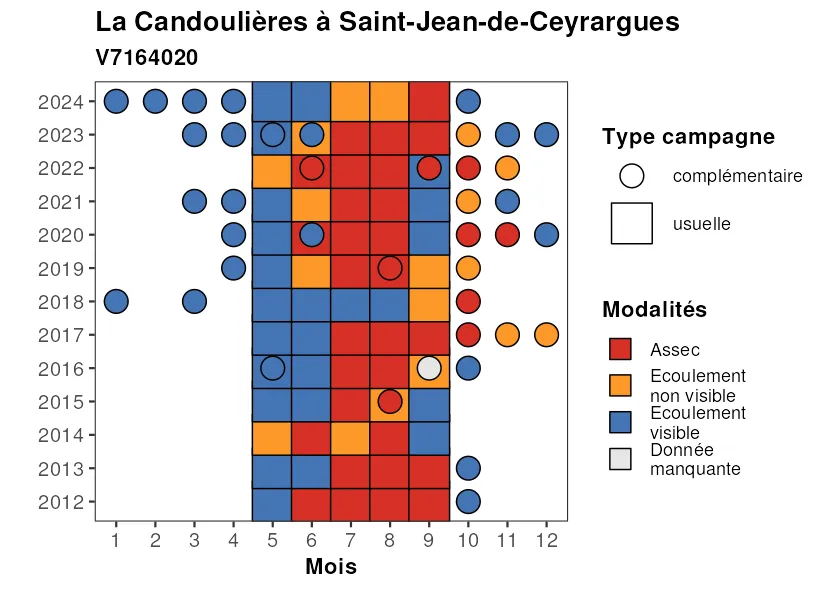 La Candoulières à Saint-Jean-de-Ceyrargues
V7164020
2024
2023
2022
2021
2020
2019
2018
2017
2016
2015
2014
2013
2012
1 2 3 4 5 6 7 8 9 10 11 12
Mois
Type campagne
complémentaire
usuelle
Modalités
Assec
Ecoulement
non visible
Ecoulement
visible
Donnée
manquante